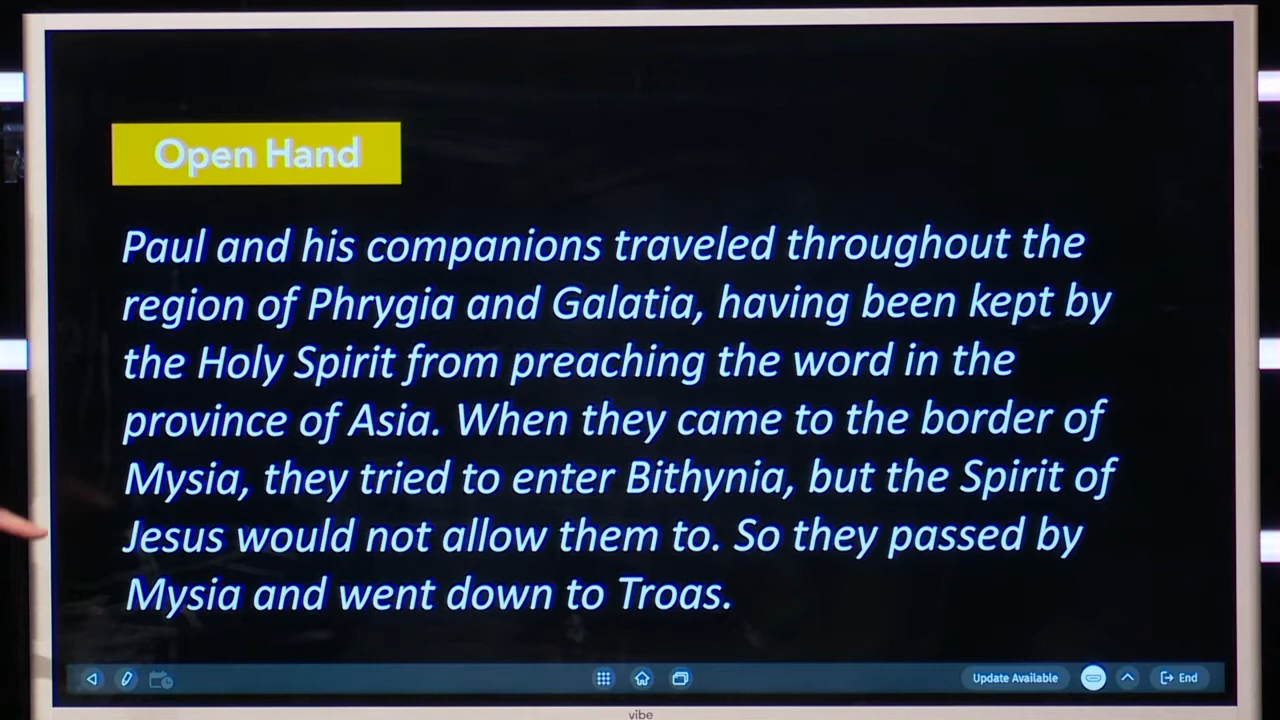 Open Hand
Paul and his companions traveled throughout the
region of Phrygia and Galatia, having been kept by
the Holy Spirit from preaching the word in the
province of Asia. When they came to the border of
Mysia, they tried to enter Bithynia, but the Spirit of
Jesus would not allow them to. So they passed by
Mysia and went down to Troas.
Update Available
End
vibe